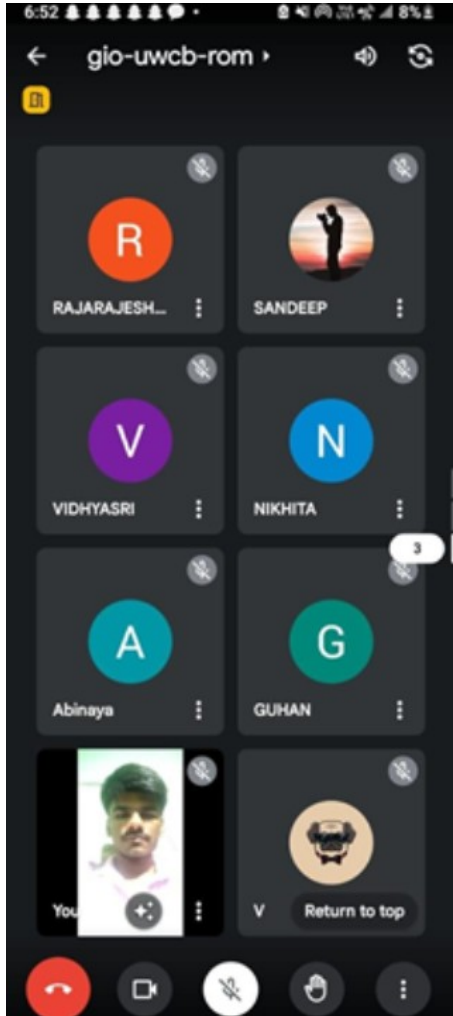 6:52 8%
gio-uwcb-rom
R
RAJARAJESH...
SANDEEP
V
VIDHYASRI
N
NIKHITA
3
A
Abinaya
G
GUHAN
You
V
Return to top